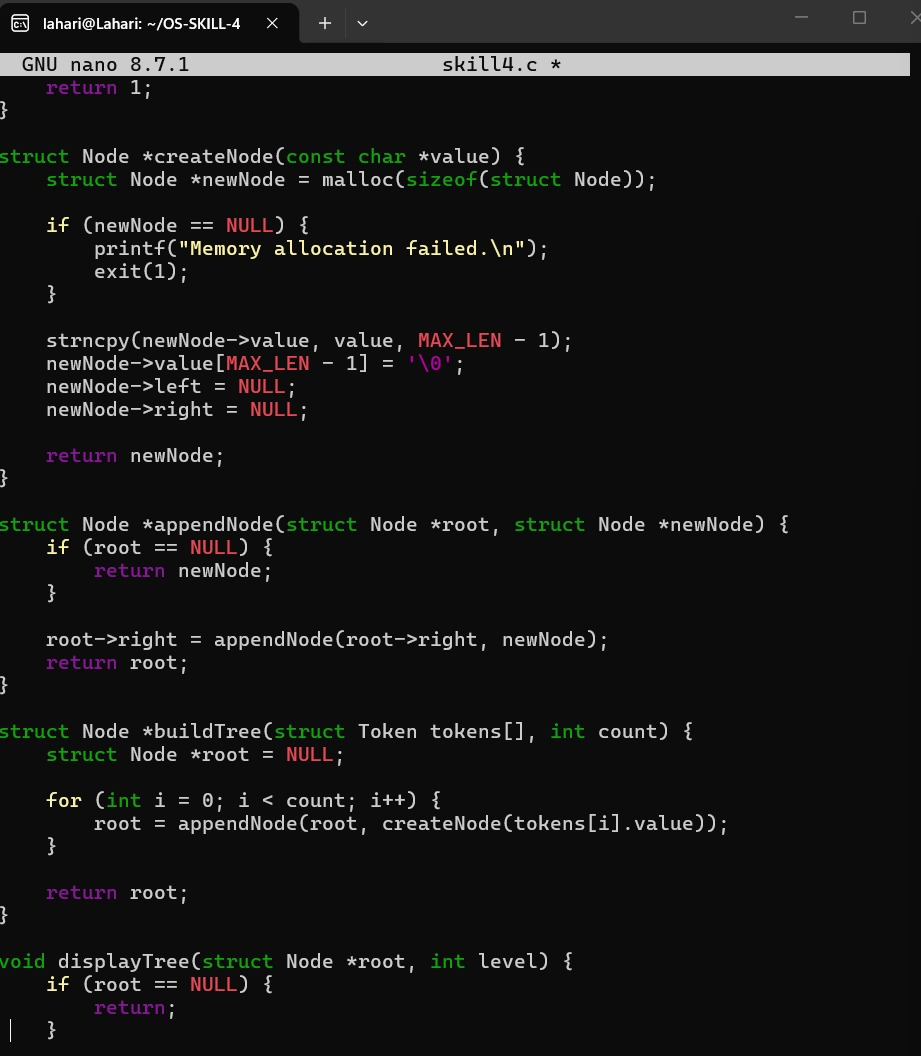 lahari@Lahari: ~/OS-SKILL-4
GNU nano 8.7.1 skill4.c *
    return 1;
}

struct Node *createNode(const char *value) {
    struct Node *newNode = malloc(sizeof(struct Node));

    if (newNode == NULL) {
        printf("Memory allocation failed.\n");
        exit(1);
    }

    strncpy(newNode->value, value, MAX_LEN - 1);
    newNode->value[MAX_LEN - 1] = '\0';
    newNode->left = NULL;
    newNode->right = NULL;

    return newNode;
}

struct Node *appendNode(struct Node *root, struct Node *newNode) {
    if (root == NULL) {
        return newNode;
    }

    root->right = appendNode(root->right, newNode);
    return root;
}

struct Node *buildTree(struct Token tokens[], int count) {
    struct Node *root = NULL;

    for (int i = 0; i < count; i++) {
        root = appendNode(root, createNode(tokens[i].value));
    }

    return root;
}

void displayTree(struct Node *root, int level) {
    if (root == NULL) {
        return;
    }